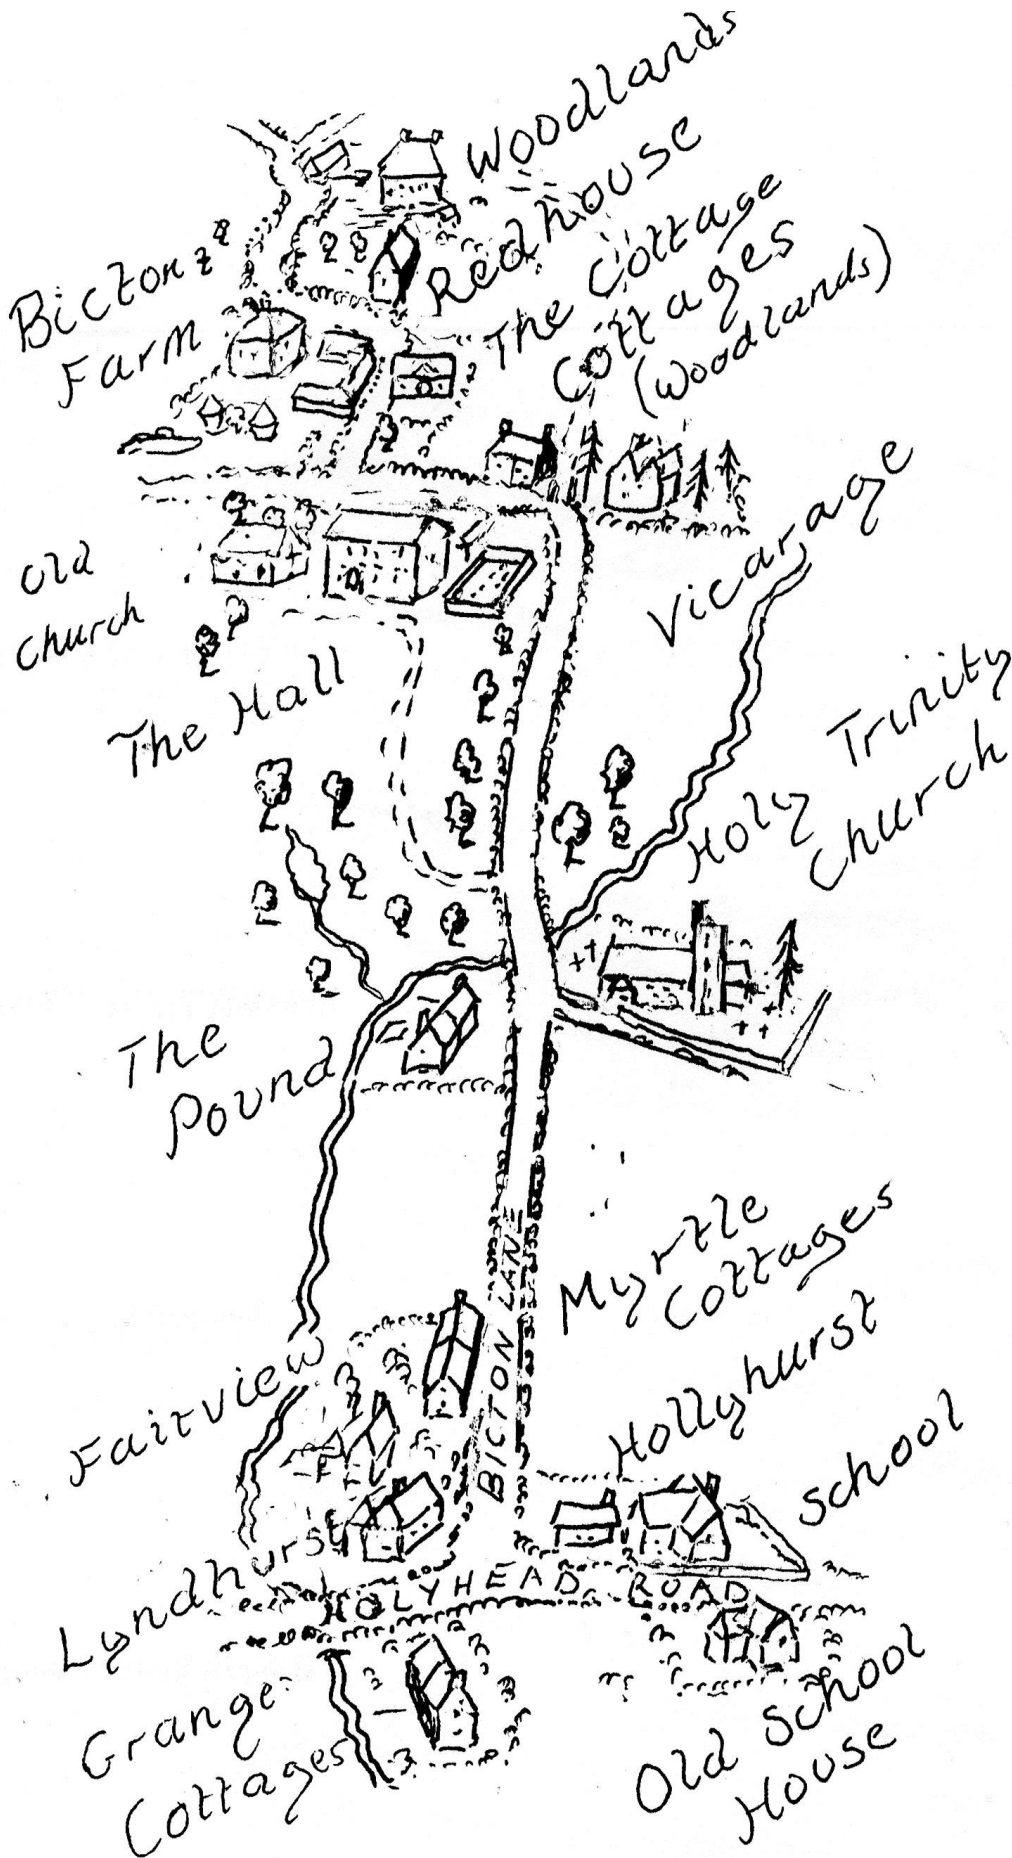 Woodlands
Redhouse
The Cottage
Cottages
(Woodlands)
Bicton
Farm
Vicarage
Old
Church
The Hall
Holy Trinity
Church
The
Pound
Myrtle
Cottages
BICTON LANE
Fairview
Hollyhurst
School
Lyndhurst
HOLYHEAD ROAD
Grange
Cottages
Old School
House